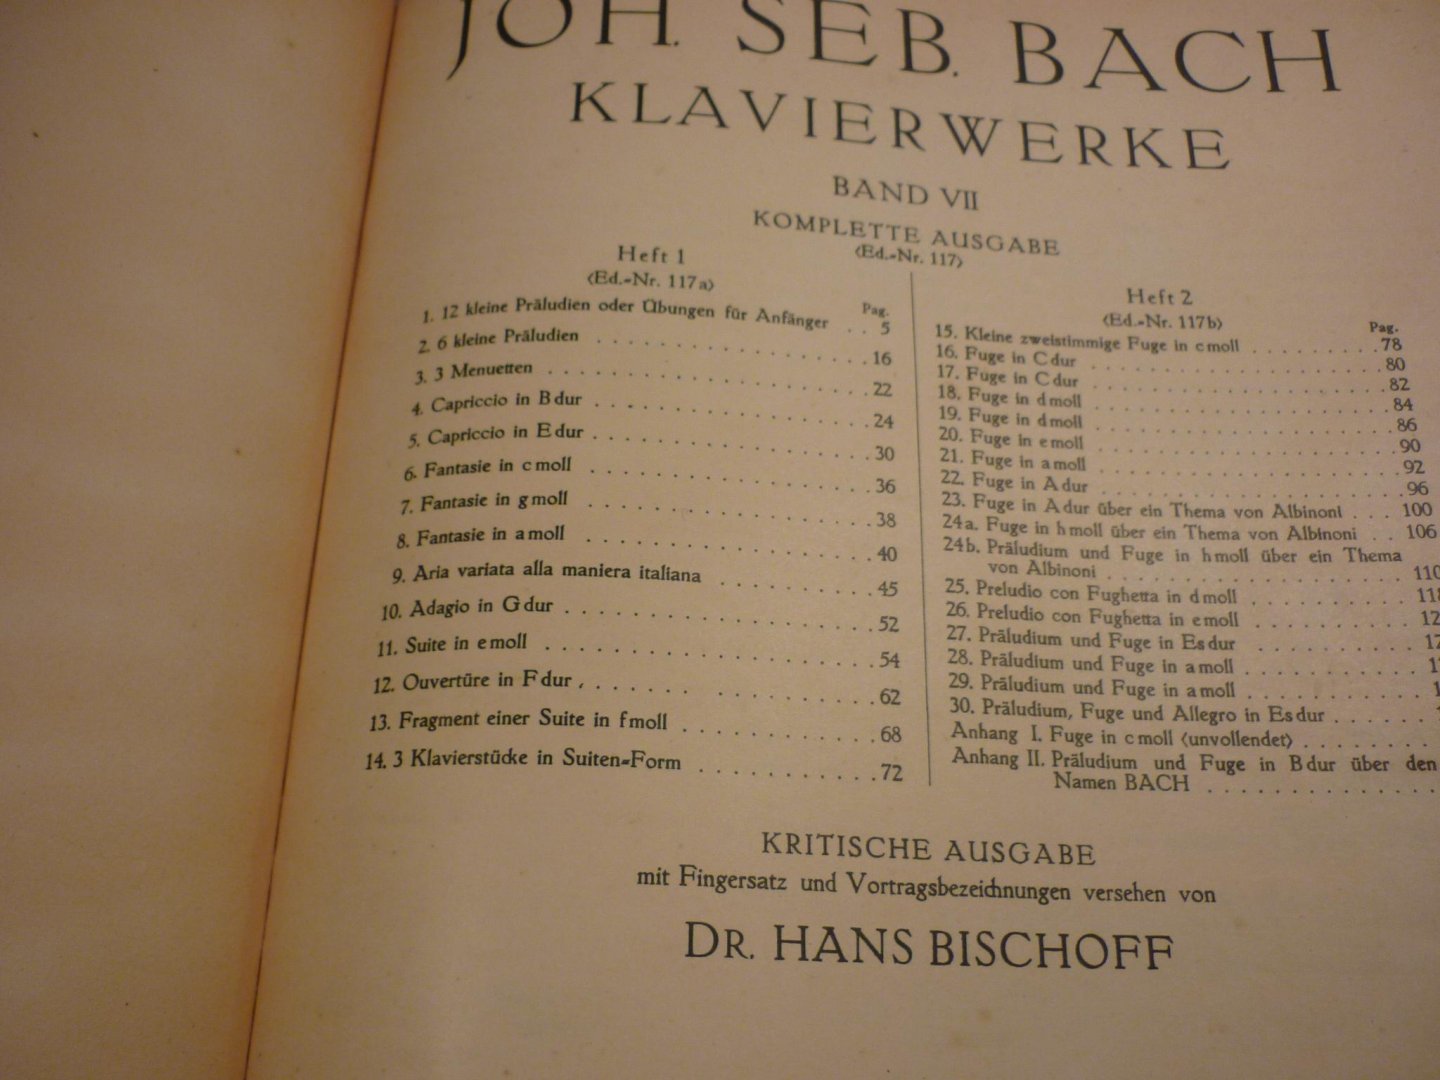 JOH. SEB. BACH
KLAVIERWERKE
BAND VII
KOMPLETTE AUSGABE
(Ed.-Nr. 117)
Heft 1
(Ed.-Nr. 117a)
Pag.
1. 12 kleine Präludien oder Übungen für Anfänger . . 5
2. 6 kleine Präludien . . . . . . . . . . . . . . . . 16
3. 3 Menuetten . . . . . . . . . . . . . . . . . . 22
4. Capriccio in B dur . . . . . . . . . . . . . . . . 24
5. Capriccio in E dur . . . . . . . . . . . . . . . . 30
6. Fantasie in c moll . . . . . . . . . . . . . . . . 36
7. Fantasie in g moll . . . . . . . . . . . . . . . . 38
8. Fantasie in a moll . . . . . . . . . . . . . . . . 40
9. Aria variata alla maniera italiana . . . . . . . . . 45
10. Adagio in G dur . . . . . . . . . . . . . . . . . 52
11. Suite in e moll . . . . . . . . . . . . . . . . . . 54
12. Ouvertüre in F dur . . . . . . . . . . . . . . . . 62
13. Fragment einer Suite in f moll . . . . . . . . . . . 68
14. 3 Klavierstücke in Suiten-Form . . . . . . . . . . 72
Heft 2
(Ed.-Nr. 117b)
Pag.
15. Kleine zweistimmige Fuge in c moll . . . . . . . . 78
16. Fuge in C dur . . . . . . . . . . . . . . . . . 80
17. Fuge in C dur . . . . . . . . . . . . . . . . . 82
18. Fuge in d moll . . . . . . . . . . . . . . . . . 84
19. Fuge in d moll . . . . . . . . . . . . . . . . . 86
20. Fuge in e moll . . . . . . . . . . . . . . . . . 90
21. Fuge in a moll . . . . . . . . . . . . . . . . . 92
22. Fuge in A dur . . . . . . . . . . . . . . . . . 96
23. Fuge in A dur über ein Thema von Albinoni . . . 100
24a. Fuge in h moll über ein Thema von Albinoni . . 106
24b. Präludium und Fuge in h moll über ein Thema
von Albinoni . . . . . . . . . . . . . . . . . 110
25. Preludio con Fughetta in d moll . . . . . . . . .
26. Preludio con Fughetta in e moll . . . . . . . . .
27. Präludium und Fuge in Es dur . . . . . . . . .
28. Präludium und Fuge in a moll . . . . . . . . .
29. Präludium und Fuge in a moll . . . . . . . . .
30. Präludium, Fuge und Allegro in Es dur . . . . . .
Anhang I. Fuge in c moll (unvollendet) . . . . . . .
Anhang II. Präludium und Fuge in B dur über den
Namen BACH . . . . . . . . . . . .
KRITISCHE AUSGABE
mit Fingersatz und Vortragsbezeichnungen versehen von
DR. HANS BISCHOFF